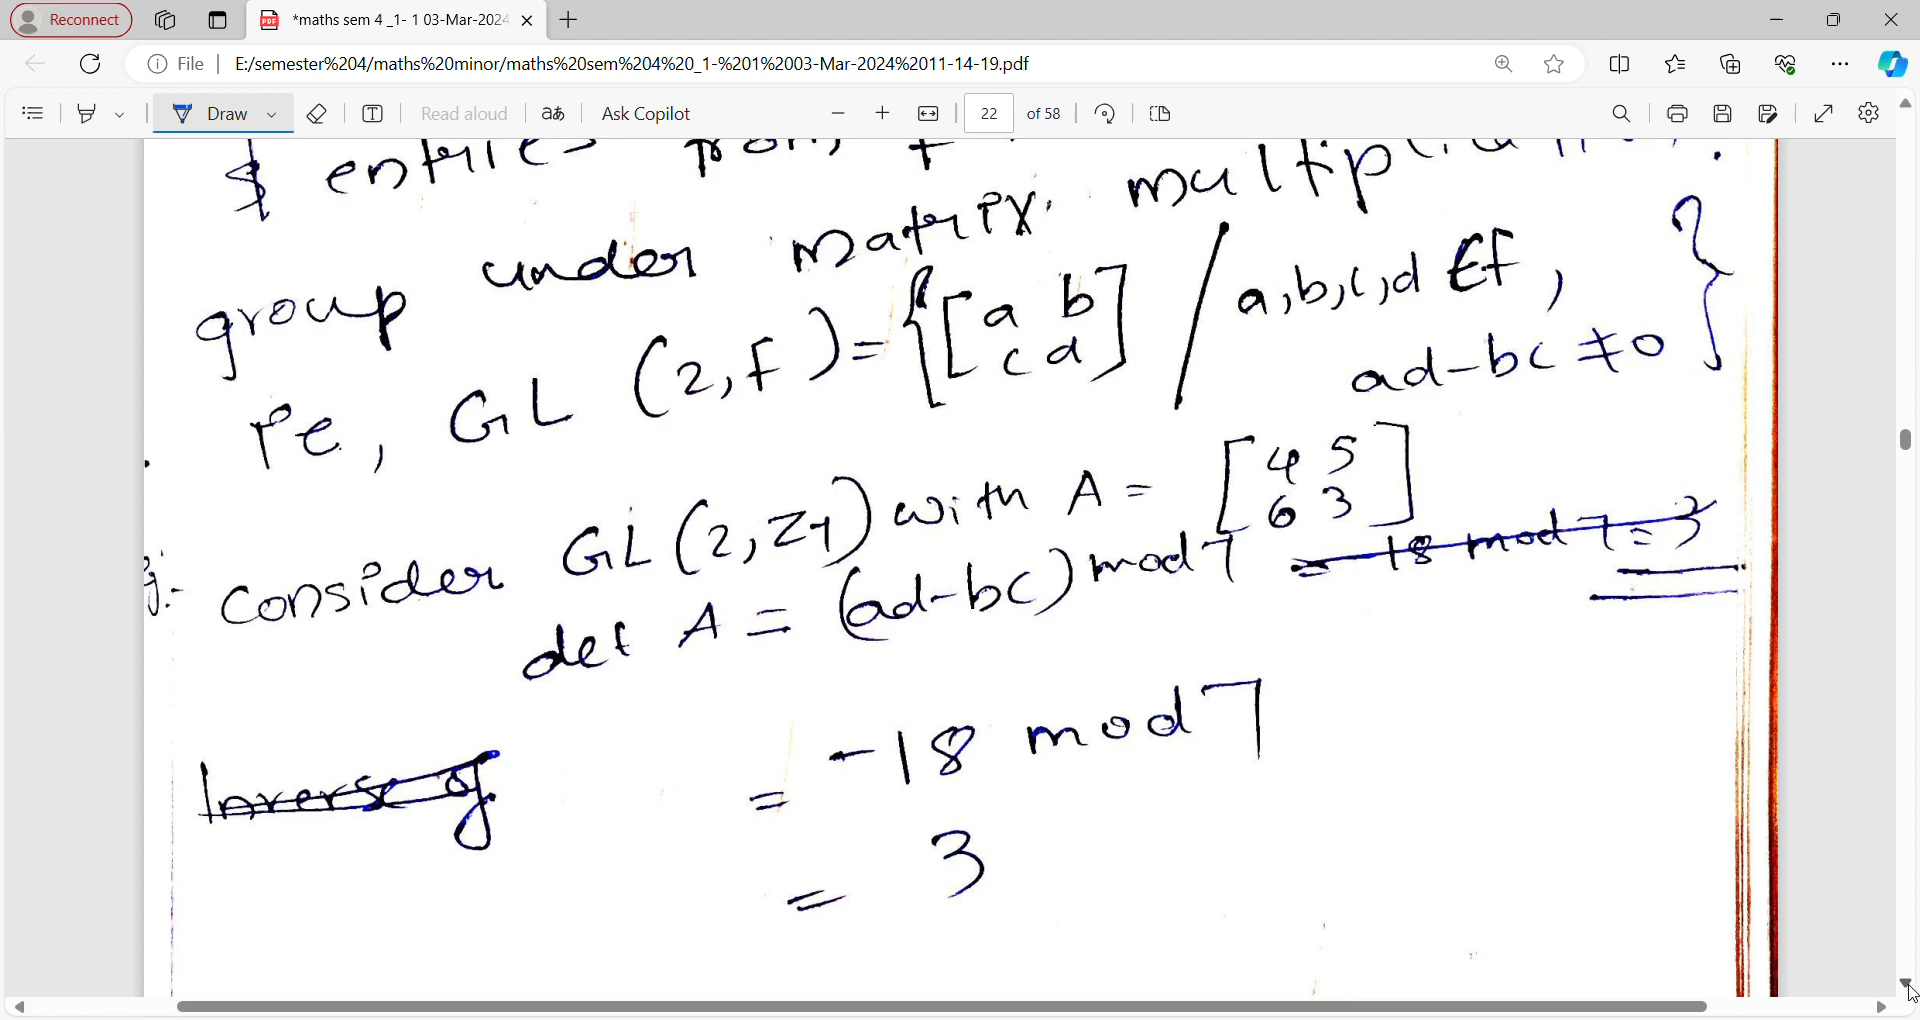 Reconnect
*maths sem 4 _1- 1 03-Mar-2024
File
E:/semester%204/maths%20minor/maths%20sem%204%20_1-%201%2003-Mar-2024%2011-14-19.pdf
Draw
Read aloud
aあ
Ask Copilot
22 of 58
entries from F
group under matrix multiplication.
ie, GL (2,F) = {[a b / a,b,c,d ∈ F,
c d] ad-bc ≠ 0}
g:- Consider GL (2, Z7) with A = [4 5
6 3]
det A = (ad-bc) mod 7 = 18 mod 7 = 3
Inverse of = -18 mod 7
= 3